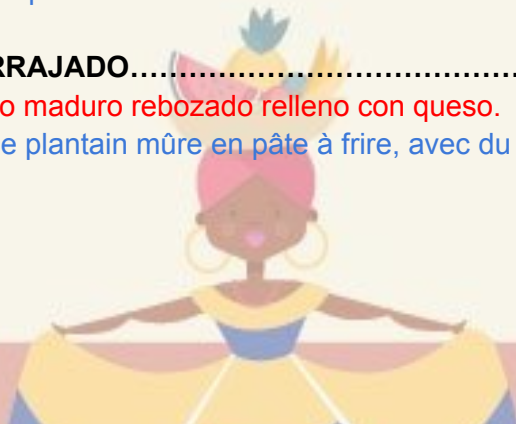 RRAJADO..................................................
o maduro rebozado relleno con queso.
e plantain mûre en pâte à frire, avec du